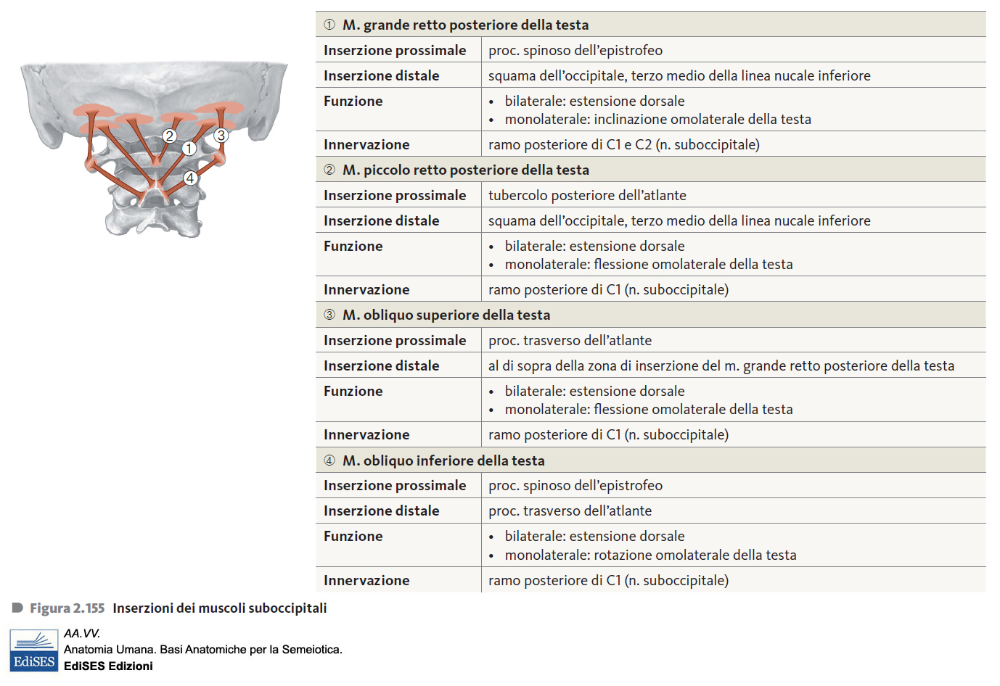 ① M. grande retto posteriore della testa
Inserzione prossimale proc. spinoso dell'epistrofeo
Inserzione distale squama dell'occipitale, terzo medio della linea nucale inferiore
Funzione • bilaterale: estensione dorsale
• monolaterale: inclinazione omolaterale della testa
Innervazione ramo posteriore di C1 e C2 (n. suboccipitale)
② M. piccolo retto posteriore della testa
Inserzione prossimale tubercolo posteriore dell'atlante
Inserzione distale squama dell'occipitale, terzo medio della linea nucale inferiore
Funzione • bilaterale: estensione dorsale
• monolaterale: flessione omolaterale della testa
Innervazione ramo posteriore di C1 (n. suboccipitale)
③ M. obliquo superiore della testa
Inserzione prossimale proc. trasverso dell'atlante
Inserzione distale al di sopra della zona di inserzione del m. grande retto posteriore della testa
Funzione • bilaterale: estensione dorsale
• monolaterale: flessione omolaterale della testa
Innervazione ramo posteriore di C1 (n. suboccipitale)
④ M. obliquo inferiore della testa
Inserzione prossimale proc. spinoso dell'epistrofeo
Inserzione distale proc. trasverso dell'atlante
Funzione • bilaterale: estensione dorsale
• monolaterale: rotazione omolaterale della testa
Innervazione ramo posteriore di C1 (n. suboccipitale)
2
3
1
4
Figura 2.155 Inserzioni dei muscoli suboccipitali
EdiSES
AA.VV.
Anatomia Umana. Basi Anatomiche per la Semeiotica.
EdiSES Edizioni